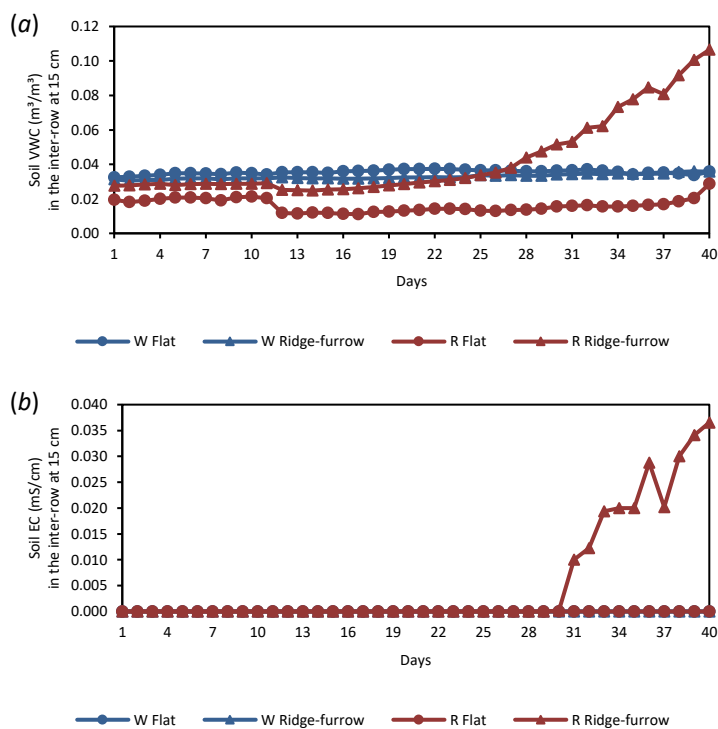 (a)
Soil VWC (m³/m³)
in the inter-row at 15 cm
0.12
0.10
0.08
0.06
0.04
0.02
0.00
1 4 7 10 13 16 19 22 25 28 31 34 37 40
Days
W Flat W Ridge-furrow R Flat R Ridge-furrow
(b)
Soil EC (mS/cm)
in the inter-row at 15 cm
0.040
0.035
0.030
0.025
0.020
0.015
0.010
0.005
0.000
1 4 7 10 13 16 19 22 25 28 31 34 37 40
Days
W Flat W Ridge-furrow R Flat R Ridge-furrow